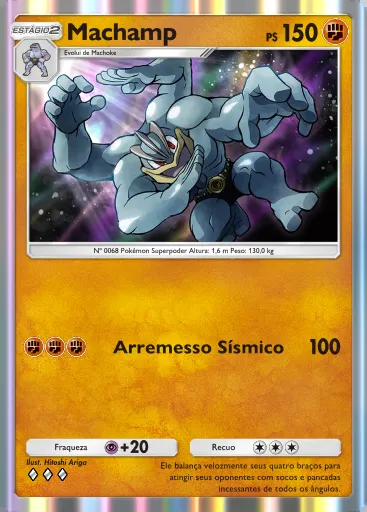 ESTÁGIO 2
Machamp
PS 150
Evolui de Machoke
Nº 0068 Pokémon Superpoder Altura: 1,6 m Peso: 130,0 kg
Arremesso Sísmico 100
Fraqueza +20
Recuo
Ilust. Hitoshi Ariga
Ele balança velozmente seus quatro braços para
atingir seus oponentes com socos e pancadas
incessantes de todos os ângulos.